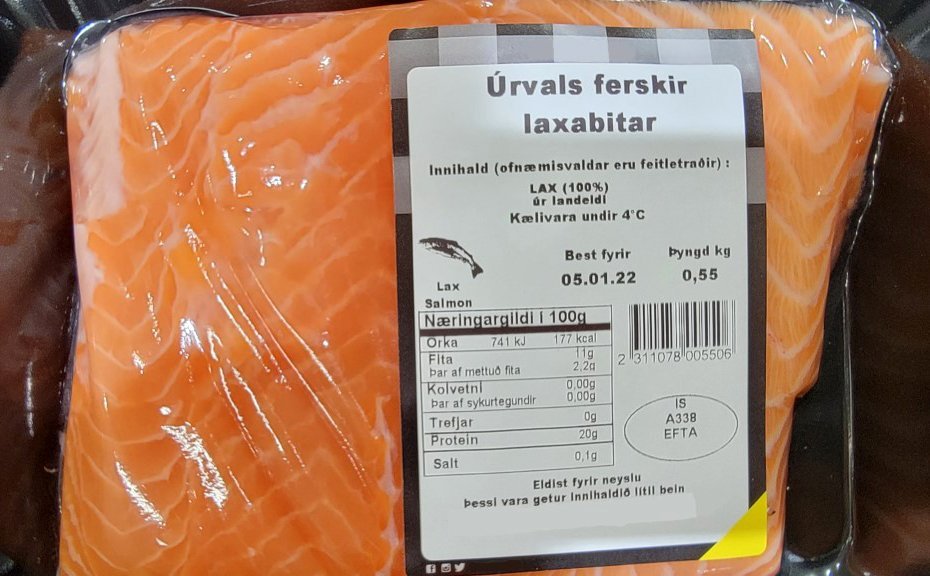 Úrvals ferskir
laxabitar
Innihald (ofnæmisvaldar eru feitletraðir) :
LAX (100%)
úr landeldi
Kælivara undir 4°C
Best fyrir Þyngd kg
05.01.22 0,55
Lax
Salmon
Næringargildi í 100g
Orka 741 kJ 177 kcal
Fita 11g
Þar af mettuð fita 2,2g
Kolvetni 0,00g
Þar af sykurtegundir 0,00g
Trefjar 0g
Protein 20g
Salt 0,1g
2 311078 005506
IS
A338
EFTA
Eldist fyrir neyslu
Þessi vara getur innihaldið lítil bein